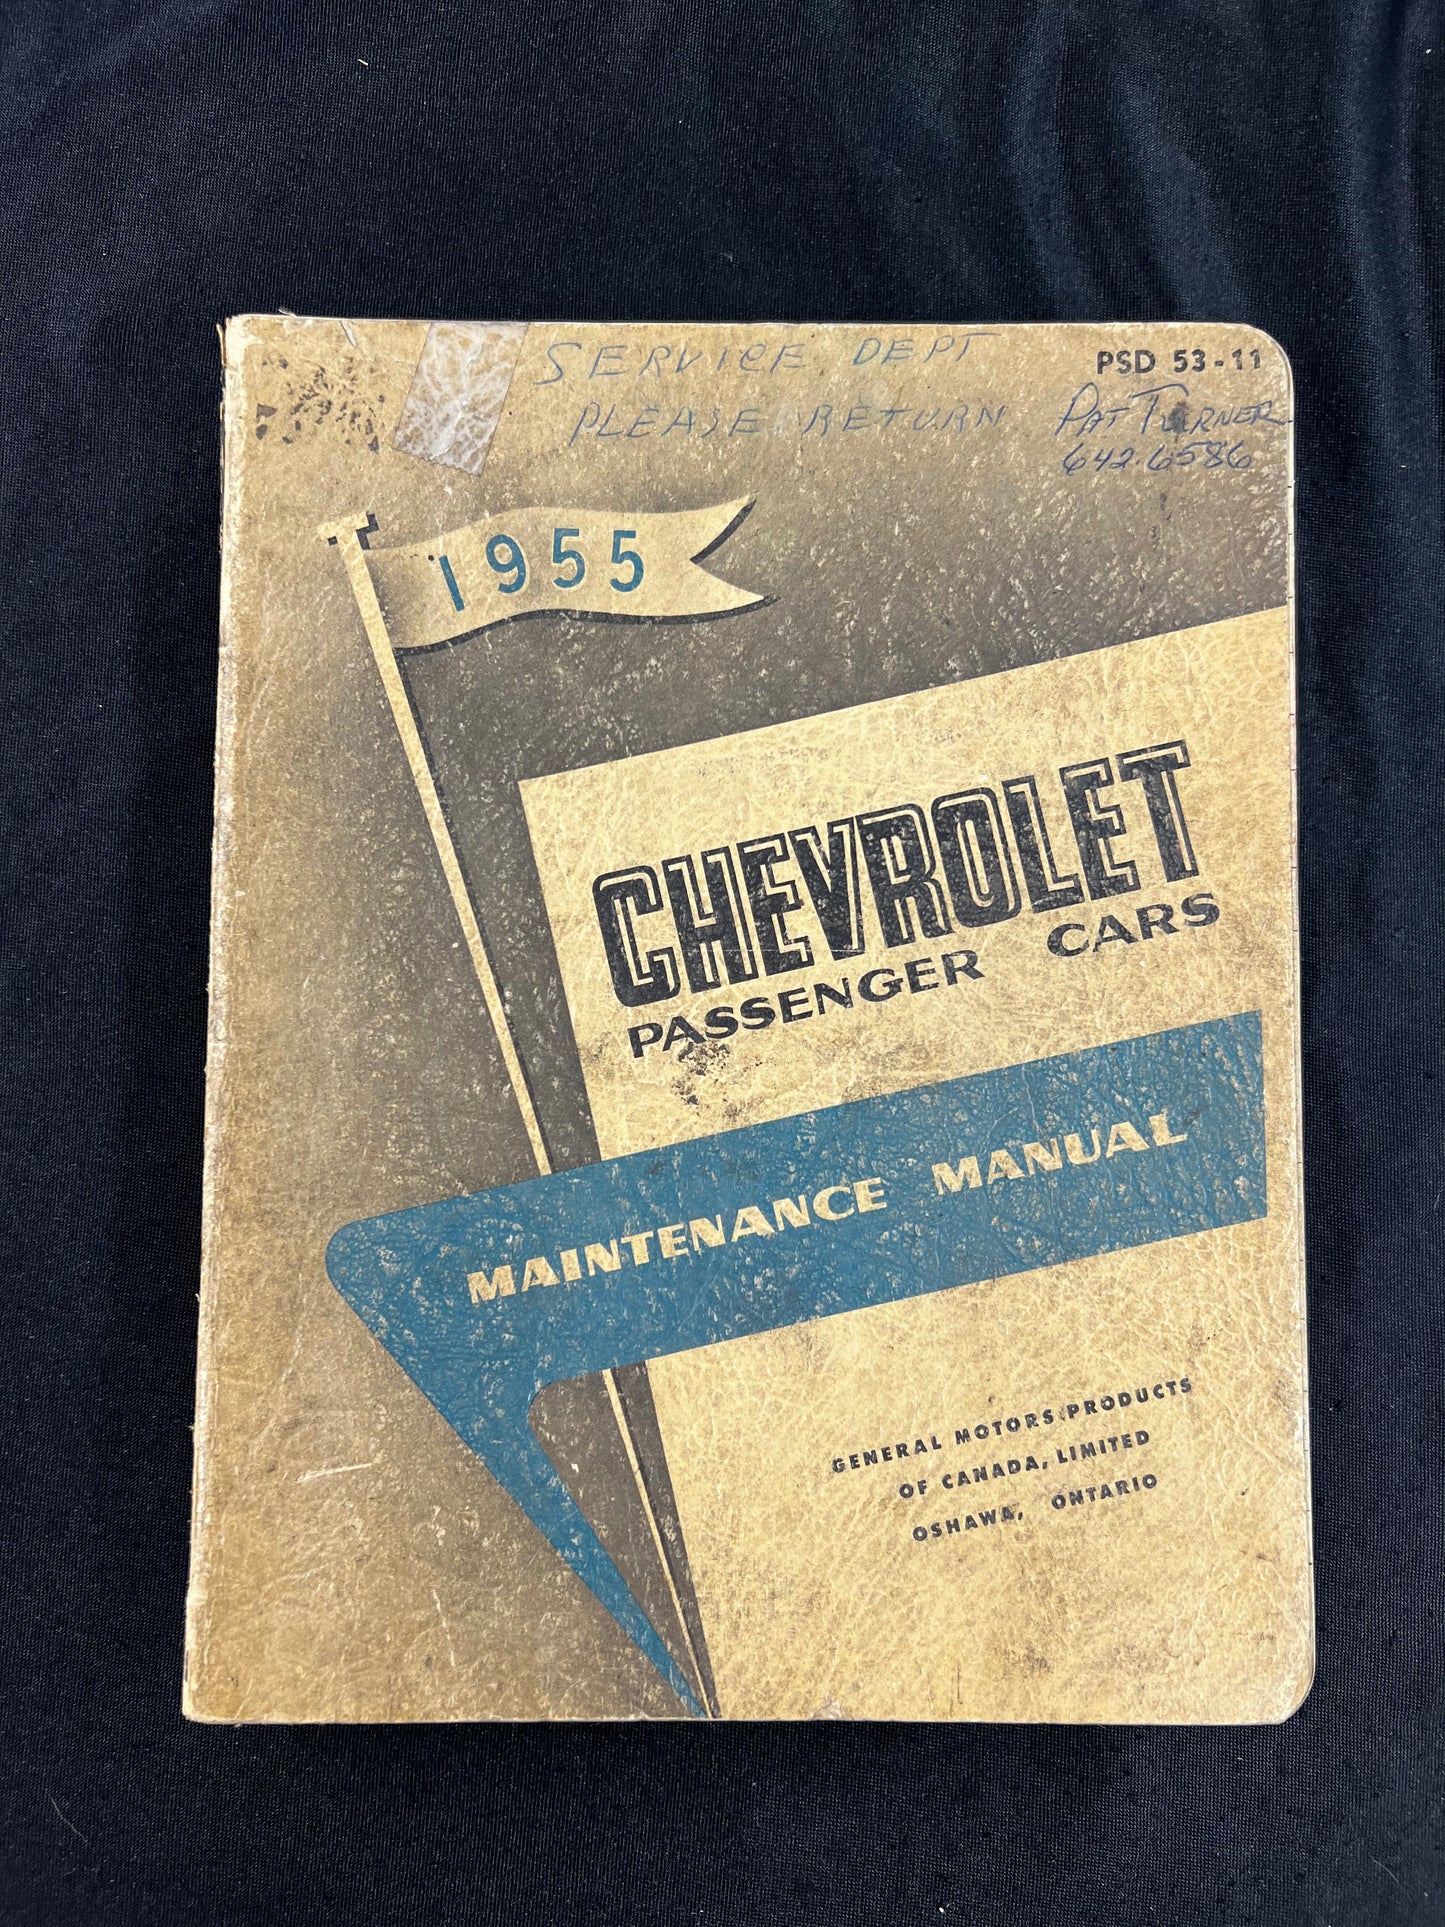 SERVICE DEPT
PLEASE RETURN
PSD 53-11
PAT TURNER
642.6586
1955
CHEVROLET
PASSENGER CARS
MAINTENANCE MANUAL
GENERAL MOTORS PRODUCTS
OF CANADA, LIMITED
OSHAWA, ONTARIO